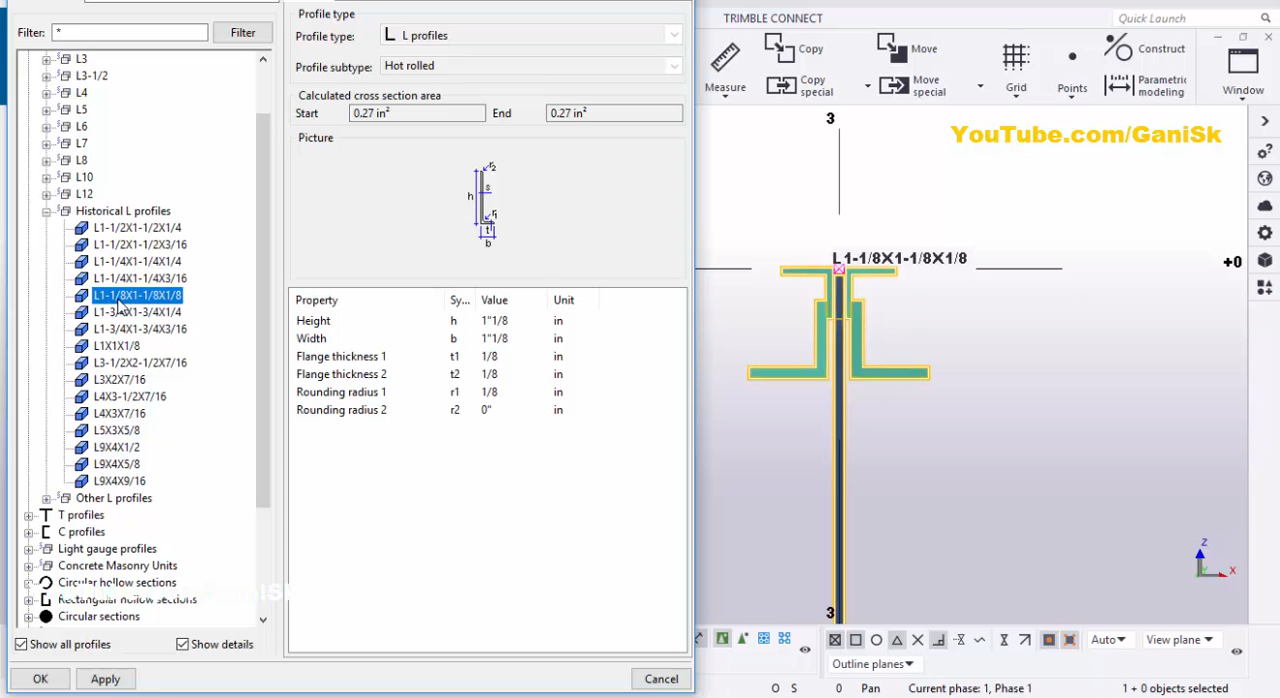 Filter: *
Filter
L3
L3-1/2
L4
L5
L6
L7
L8
L10
L12
Historical L profiles
L1-1/2X1-1/2X1/4
L1-1/2X1-1/2X3/16
L1-1/4X1-1/4X1/4
L1-1/4X1-1/4X3/16
L1-1/8X1-1/8X1/8
L1-3/4X1-3/4X1/4
L1-3/4X1-3/4X3/16
L1X1X1/8
L3-1/2X2-1/2X7/16
L3X2X7/16
L4X3-1/2X7/16
L4X3X7/16
L5X3X5/8
L9X4X1/2
L9X4X5/8
L9X4X9/16
Other L profiles
T profiles
C profiles
Light gauge profiles
Concrete Masonry Units
Circular hollow sections
Rectangular hollow sections
Circular sections
Show all profiles
Show details
OK
Apply
Cancel
Profile type
Profile type: L profiles
Profile subtype: Hot rolled
Calculated cross section area
Start 0.27 in² End 0.27 in²
Picture
r2
h
s
r1
t
b
Property Sy... Value Unit
Height h 1"1/8 in
Width b 1"1/8 in
Flange thickness 1 t1 1/8 in
Flange thickness 2 t2 1/8 in
Rounding radius 1 r1 1/8 in
Rounding radius 2 r2 0" in
TRIMBLE CONNECT
Quick Launch
Measure
Copy
Copy special
Move
Move special
Grid
Points
Construct
Parametric modeling
Window
3
YouTube.com/GaniSk
L1-1/8X1-1/8X1/8
+0
Z
Y
X
3
Auto
View plane
Outline planes
O S 0 Pan Current phase: 1, Phase 1 1 + 0 objects selected